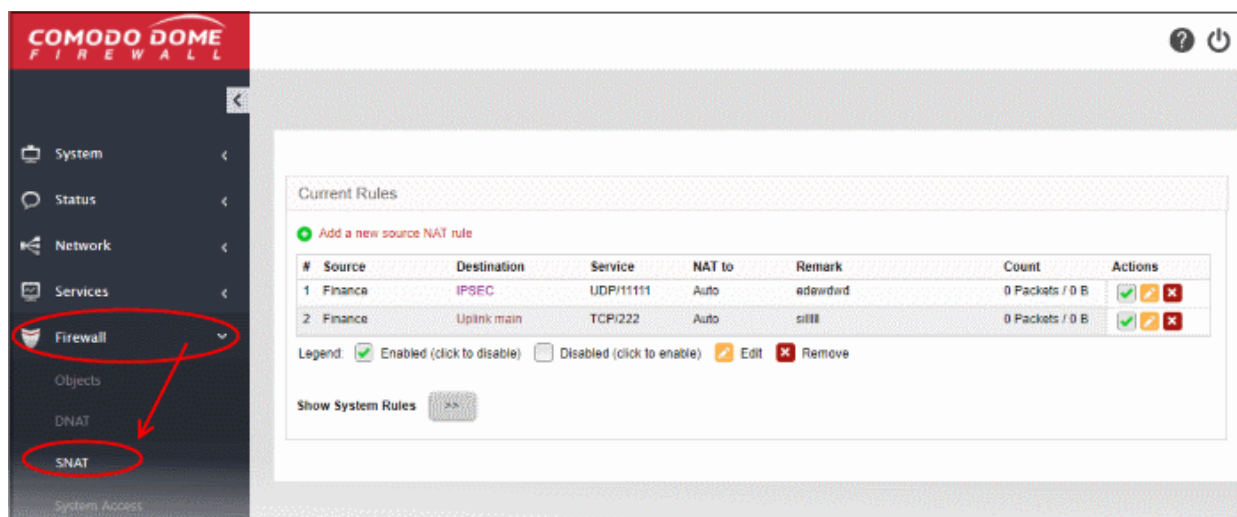 COMODO DOME
FIREWALL
System
Status
Network
Services
Firewall
Objects
DNAT
SNAT
System Access
Current Rules
Add a new source NAT rule
# Source Destination Service NAT to Remark Count Actions
1 Finance IPSEC UDP/11111 Auto edewdwd 0 Packets / 0 B
2 Finance Uplink main TCP/222 Auto 0 Packets / 0 B
Legend: Enabled (click to disable) Disabled (click to enable) Edit Remove
Show System Rules >>